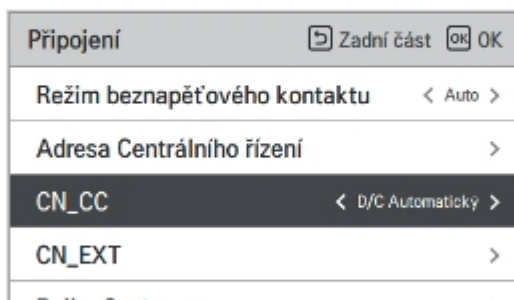 Připojení Zadní část OK OK
Režim beznapěťového kontaktu < Auto >
Adresa Centrálního řízení >
CN_CC < D/C Automatický >
CN_EXT >